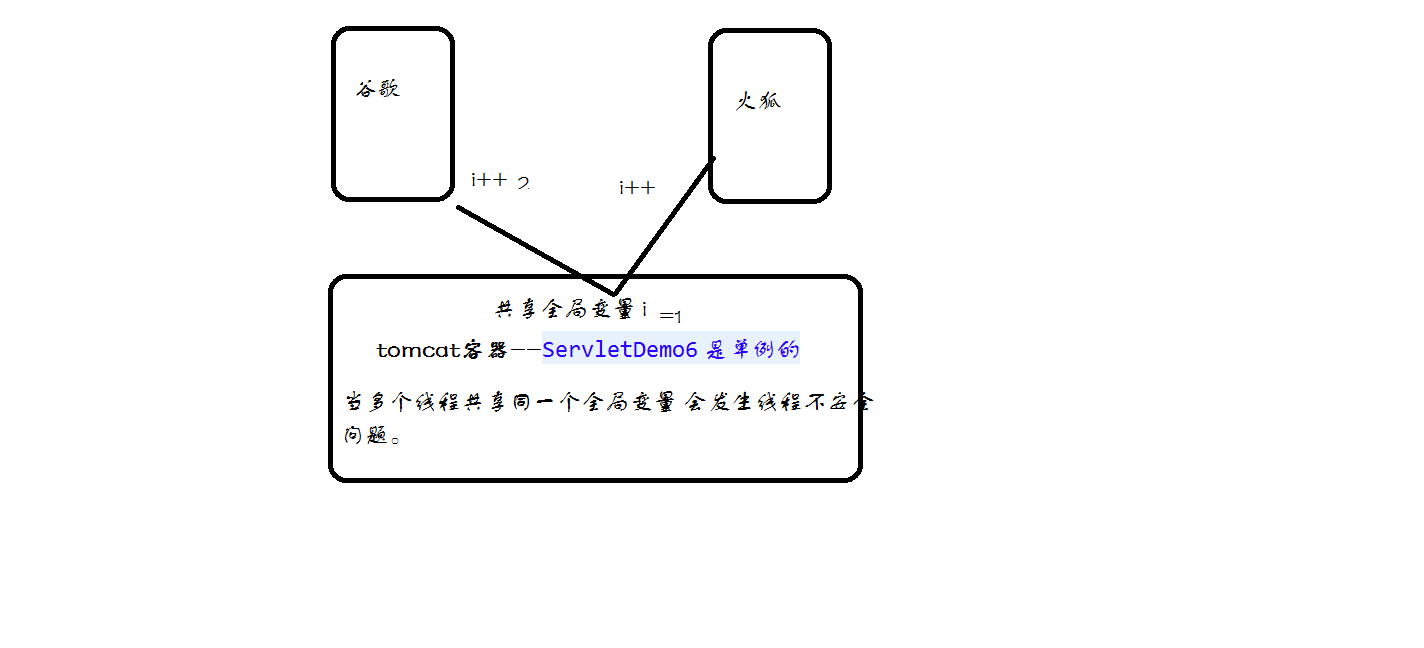 谷歌
火狐
i++ 2
i++
共享全局变量i =1
tomcat容器--ServletDemo6 是单例的
当多个线程共享同一个全局变量 会发生线程不安全
问题。